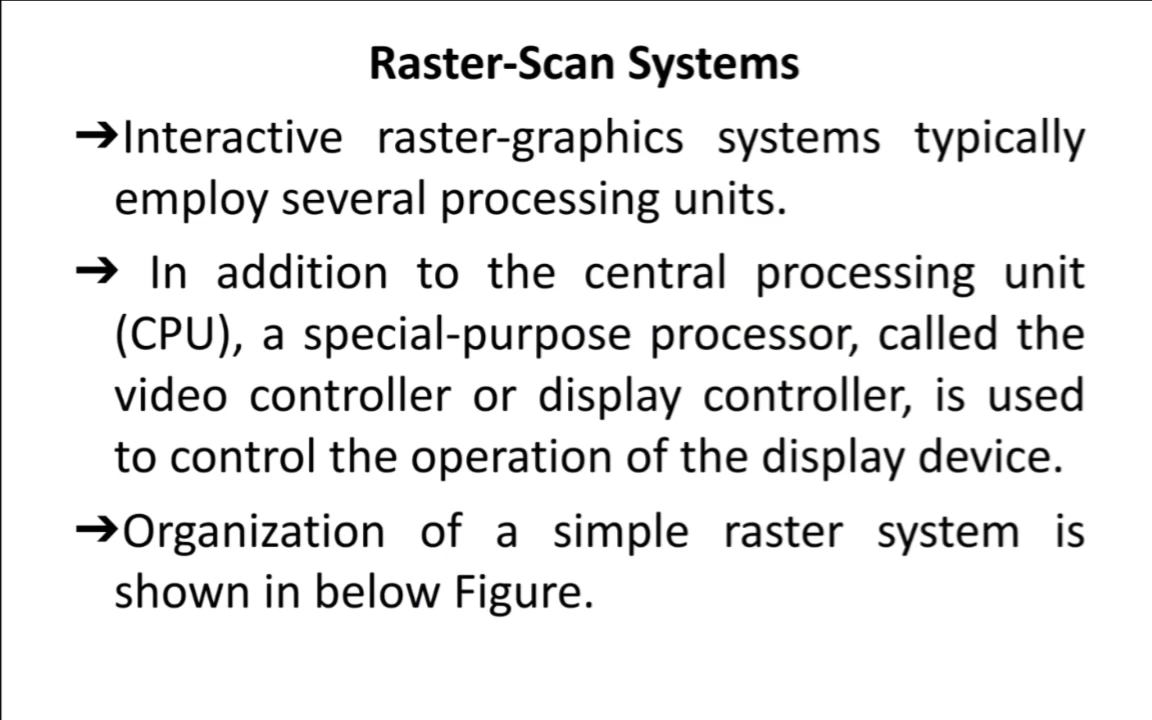 Raster-Scan Systems
➔Interactive raster-graphics systems typically
employ several processing units.
➔ In addition to the central processing unit
(CPU), a special-purpose processor, called the
video controller or display controller, is used
to control the operation of the display device.
➔Organization of a simple raster system is
shown in below Figure.